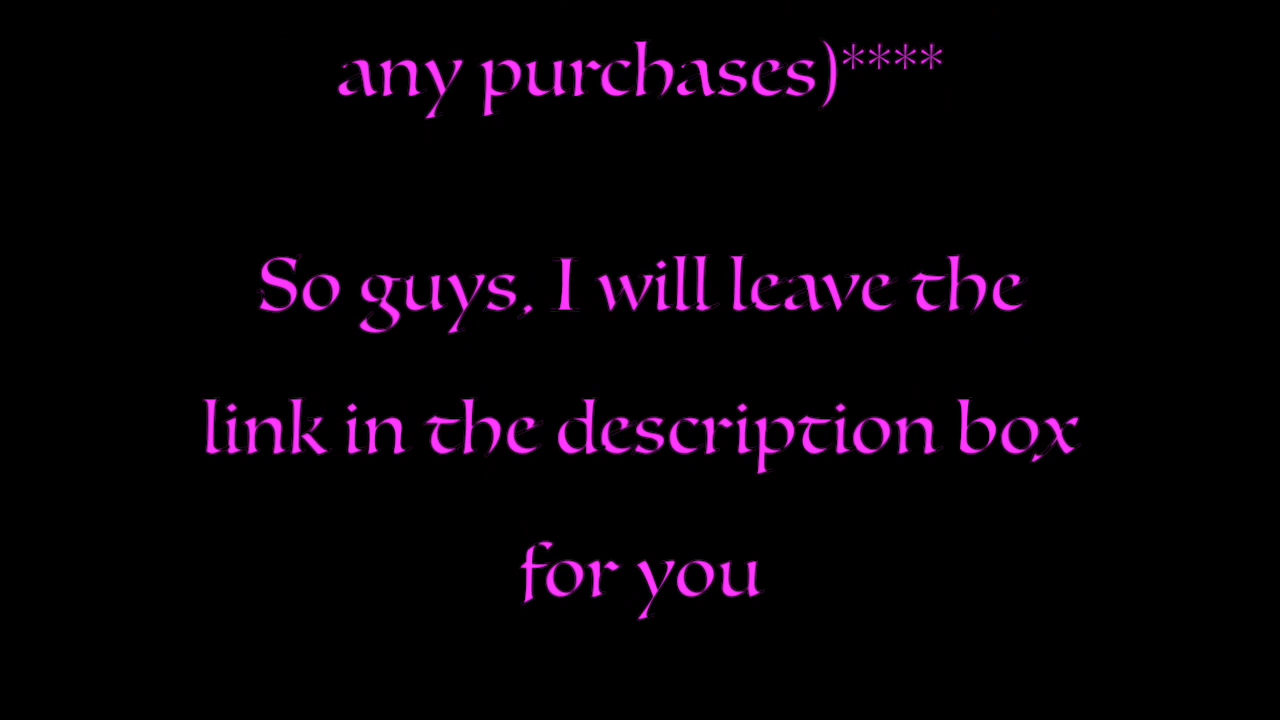 any purchases)****
So guys, I will leave the
link in the description box
for you